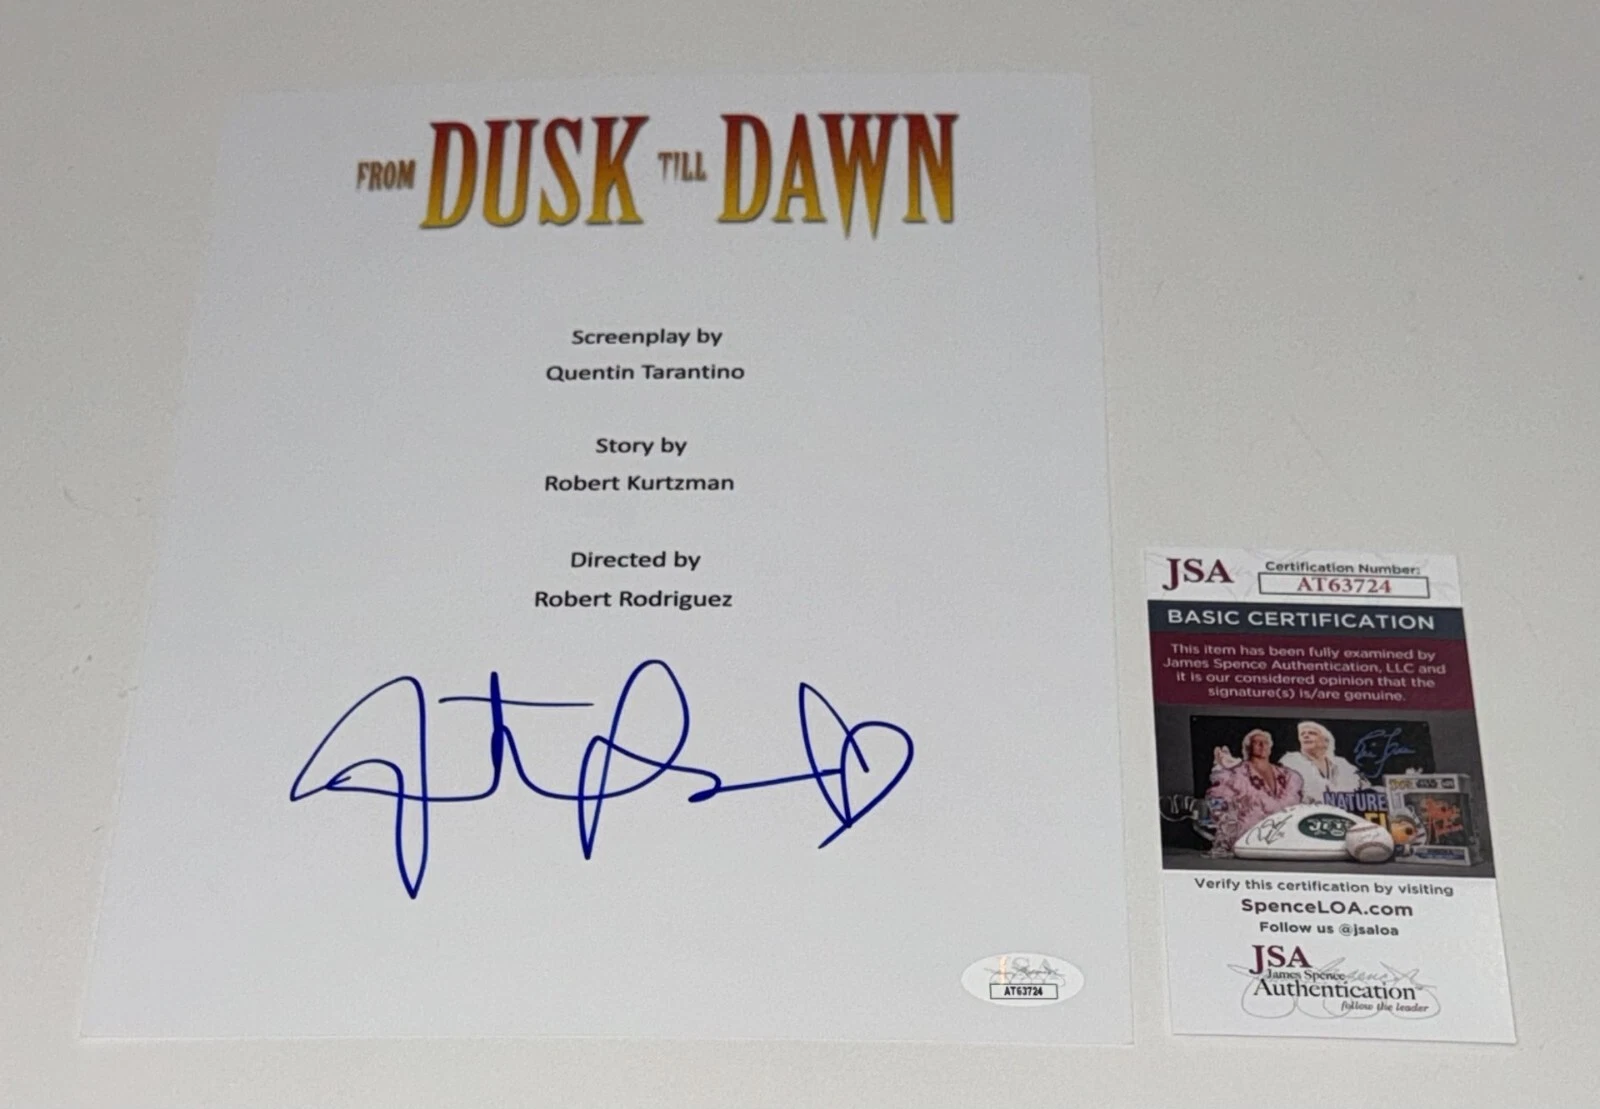 FROM DUSK TILL DAWN
Screenplay by
Quentin Tarantino
Story by
Robert Kurtzman
Directed by
Robert Rodriguez
JSA
AT63724
JSA
Certification Number:
AT63724
BASIC CERTIFICATION
This item has been fully examined by
James Spence Authentication, LLC and
it is our considered opinion that the
signature(s) is/are genuine.
NATURE
JETS
Verify this certification by visiting
SpenceLOA.com
Follow us @jsaloa
JSA
James Spence
Authentication
follow the leader